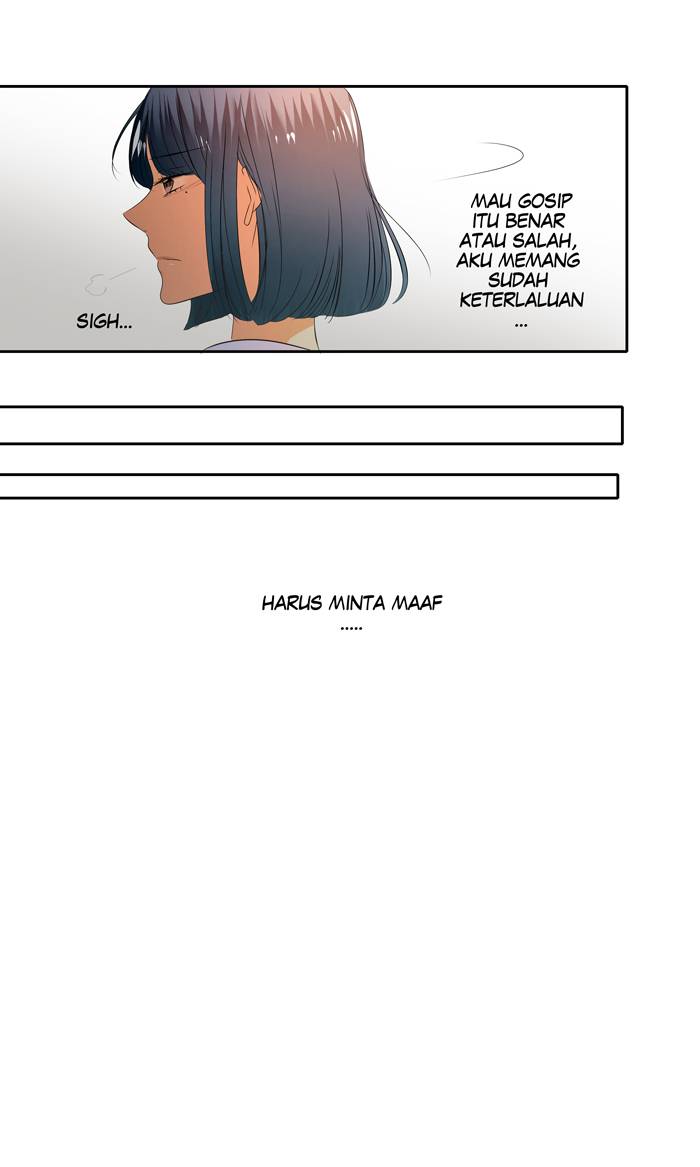 MAU GOSIP
ITU BENAR
ATAU SALAH,
AKU MEMANG
SUDAH
KETERLALUAN
...
SIGH...
HARUS MINTA MAAF
.....